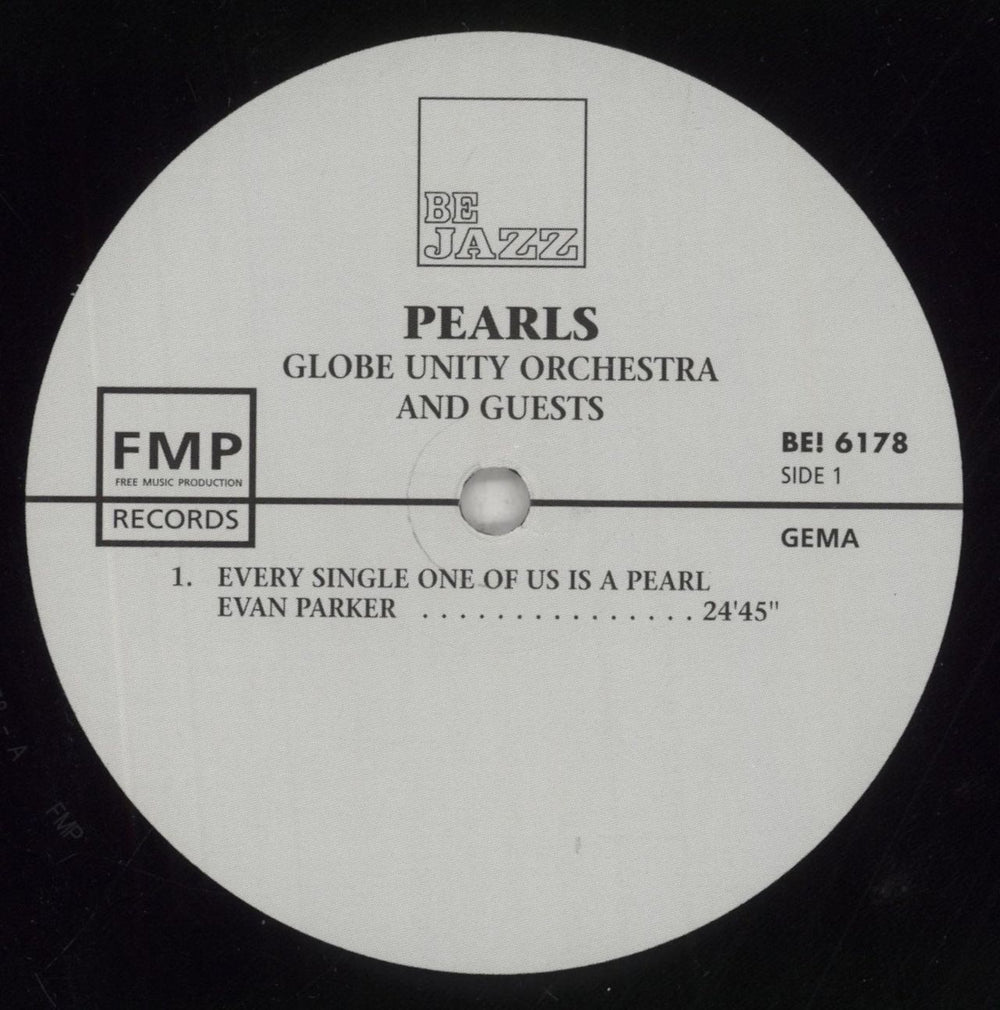 BE
JAZZ
PEARLS
GLOBE UNITY ORCHESTRA
AND GUESTS
FMP
FREE MUSIC PRODUCTION
RECORDS
BE! 6178
SIDE 1
GEMA
1. EVERY SINGLE ONE OF US IS A PEARL
EVAN PARKER . . . . . . . . . . . . . . . 24'45"
FMP